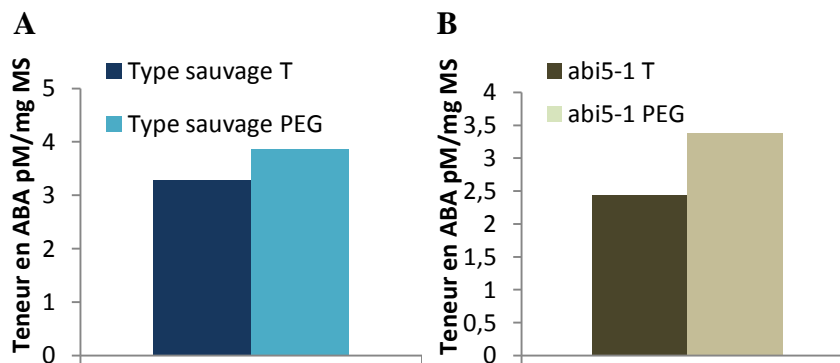 A
Teneur en ABA pM/mg MS
5
4
3
2
1
0
Type sauvage T
Type sauvage PEG
B
Teneur en ABA pM/mg MS
4
3,5
3
2,5
2
1,5
1
0,5
0
abi5-1 T
abi5-1 PEG